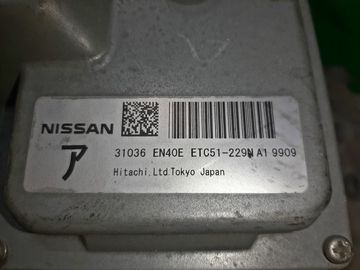 NISSAN
ア
31036 EN40E ETC51-229N A1 9909
Hitachi.Ltd.Tokyo Japan